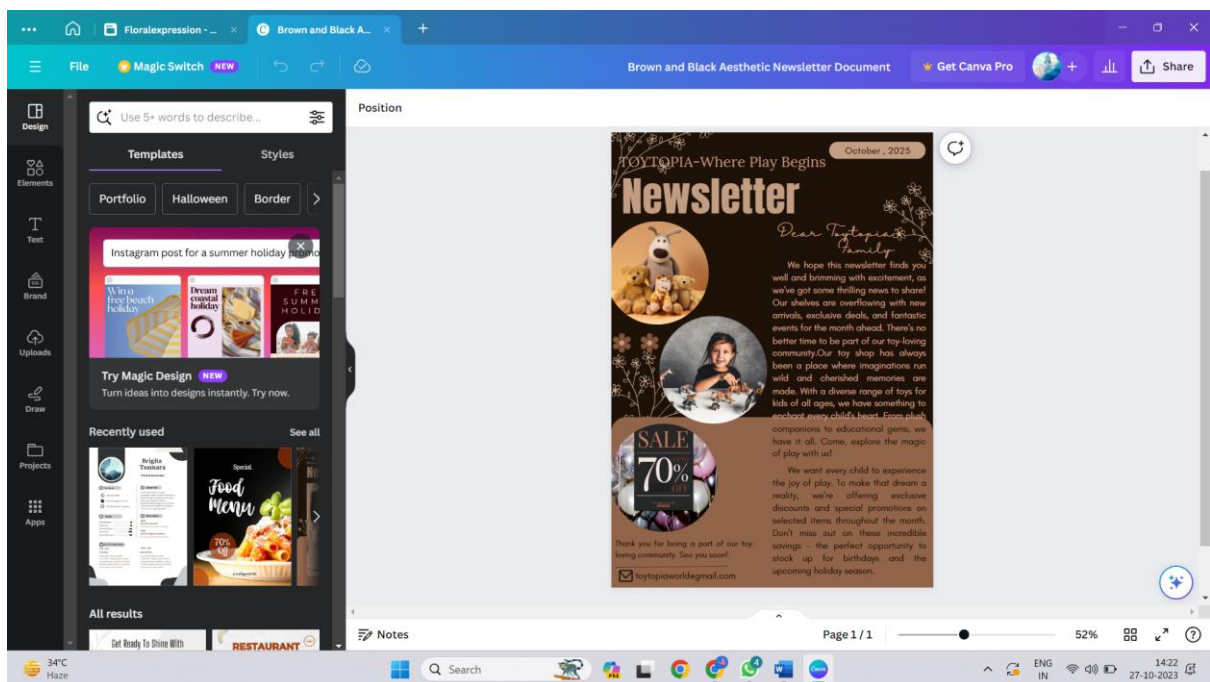 Floralexpression - ...
Brown and Black A...
File
Magic Switch NEW
Brown and Black Aesthetic Newsletter Document
Get Canva Pro
Share
Design
Elements
Text
Brand
Uploads
Draw
Projects
Apps
Use 5+ words to describe...
Templates
Styles
Portfolio
Halloween
Border
Instagram post for a summer holiday promo
Win a
free beach
holiday
Dream
coastal
holiday
FRE
SUMM
HOLID
Try Magic Design NEW
Turn ideas into designs instantly. Try now.
Recently used
See all
Brigita
Special
Food
Menu
70%
All results
Get Ready To Shine With
RESTAURANT
Position
October , 2025
TOYTOPIA-Where Play Begins
Newsletter
Dear Toytopia
Family
We hope this newsletter finds you
well and brimming with excitement, as
we've got some thrilling news to share!
Our shelves are overflowing with new
arrivals, exclusive deals, and fantastic
events for the month ahead. There's no
better time to be part of our toy-loving
community.Our toy shop has always
been a place where imaginations run
wild and cherished memories are
made. With a diverse range of toys for
kids of all ages, we have something to
enchant every child's heart. From plush
companions to educational gems, we
have it all. Come, explore the magic
of play with us!
We want every child to experience
the joy of play. To make that dream a
reality, we're offering exclusive
discounts and special promotions on
selected items throughout the month.
Don't miss out on these incredible
savings - the perfect opportunity to
stock up for birthdays and the
upcoming holiday season.
SALE
UP TO
70%
OFF
Thank you for being a part of our toy-
loving community. See you soon!
toytopiaworld@gmail.com
Notes
Page 1 / 1
52%
34°C
Haze
Search
ENG
IN
14:22
27-10-2023